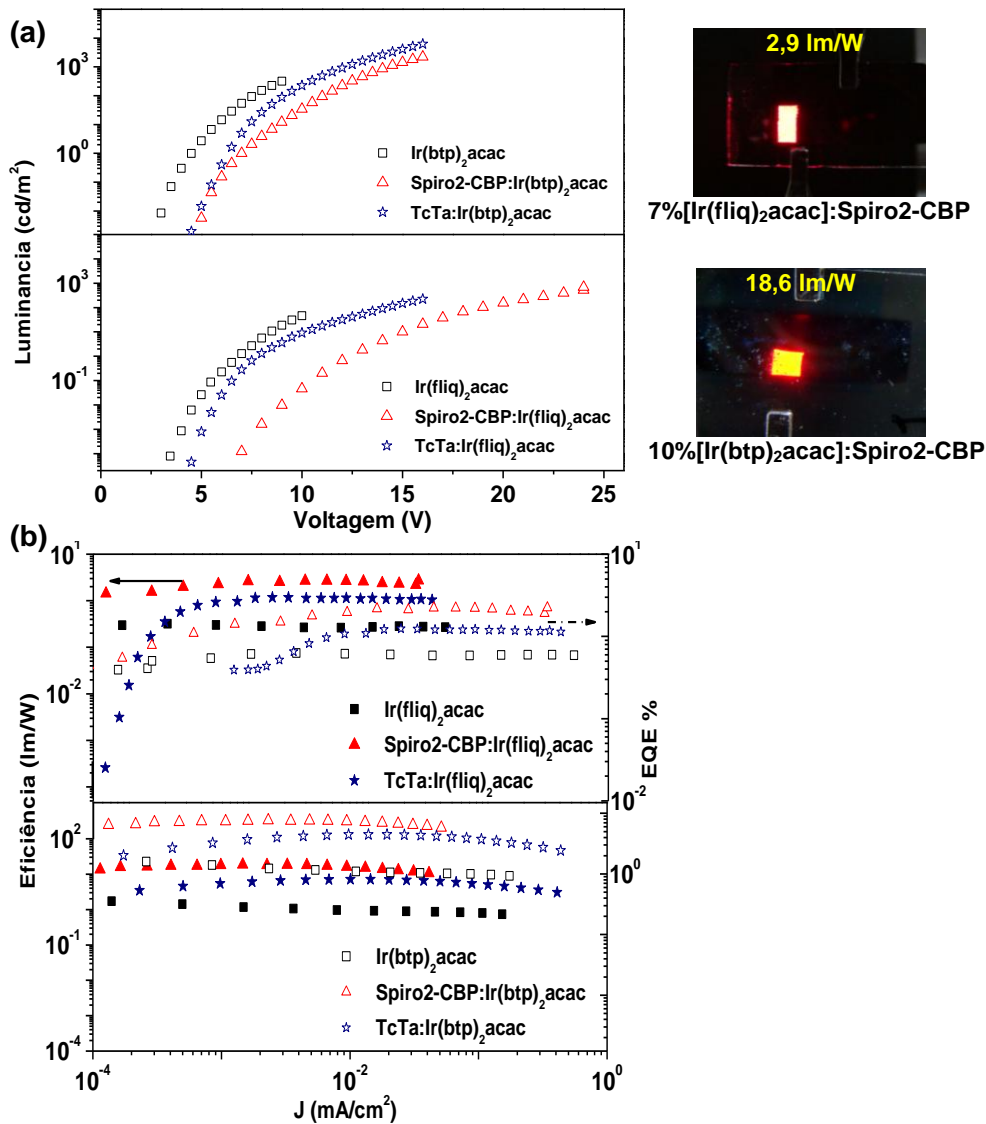 (a)
10³
10⁰
Ir(btp)₂acac
Spiro2-CBP:Ir(btp)₂acac
TcTa:Ir(btp)₂acac
10³
10⁻¹
Ir(fliq)₂acac
Spiro2-CBP:Ir(fliq)₂acac
TcTa:Ir(fliq)₂acac
Luminancia (cd/m²)
0 5 10 15 20 25
Voltagem (V)
2,9 lm/W
7%[Ir(fliq)₂acac]:Spiro2-CBP
18,6 lm/W
10%[Ir(btp)₂acac]:Spiro2-CBP
(b)
10¹
10¹
10⁻²
Ir(fliq)₂acac
Spiro2-CBP:Ir(fliq)₂acac
TcTa:Ir(fliq)₂acac
10⁻²
10²
10⁰
10⁻¹
Ir(btp)₂acac
Spiro2-CBP:Ir(btp)₂acac
TcTa:Ir(btp)₂acac
10⁻⁴
Eficiência (lm/W)
EQE %
10⁻⁴ 10⁻² 10⁰
J (mA/cm²)